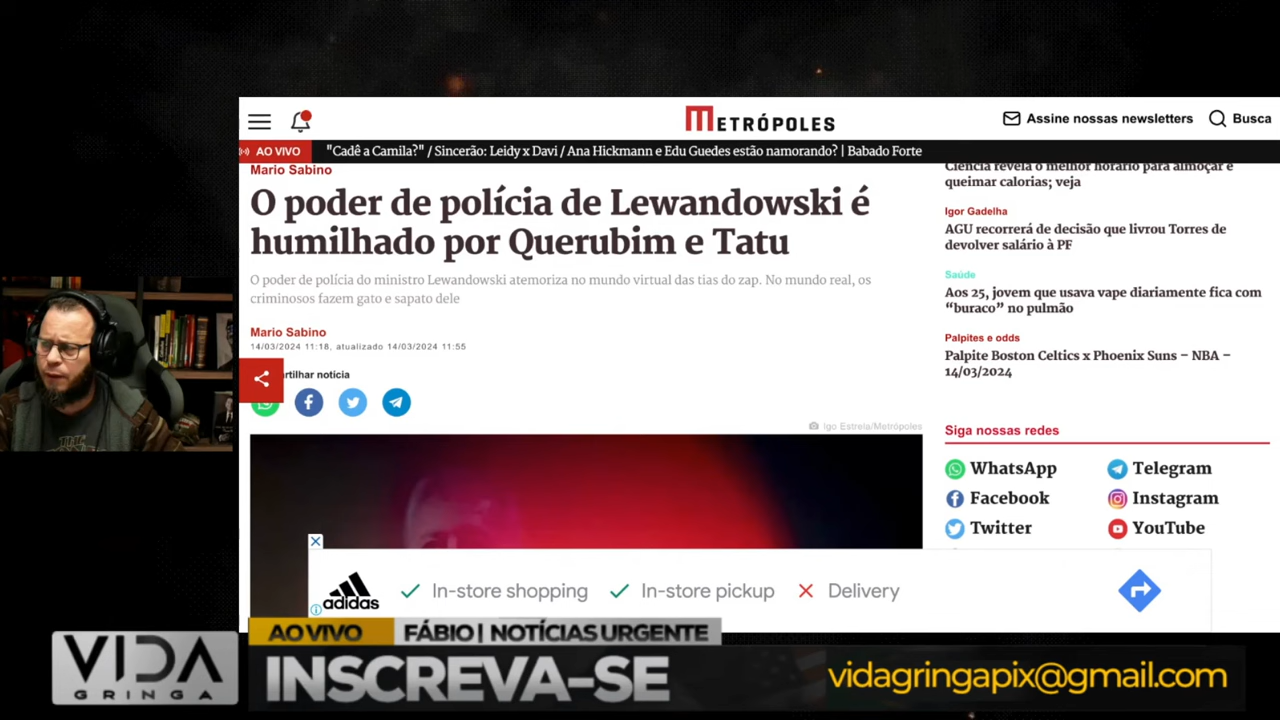 METRÓPOLES
Assine nossas newsletters
Busca
AO VIVO
"Cadê a Camila?" / Sincerão: Leidy x Davi / Ana Hickmann e Edu Guedes estão namorando? | Babado Forte
Mario Sabino
O poder de polícia de Lewandowski é
humilhado por Querubim e Tatu
O poder de polícia do ministro Lewandowski atemoriza no mundo virtual das tias do zap. No mundo real, os
criminosos fazem gato e sapato dele
Mario Sabino
14/03/2024 11:18, atualizado 14/03/2024 11:55
artilhar notícia
Igo Estrela/Metrópoles
Ciência revela o melhor horário para almoçar e
queimar calorias; veja
Igor Gadelha
AGU recorrerá de decisão que livrou Torres de
devolver salário à PF
Saúde
Aos 25, jovem que usava vape diariamente fica com
“buraco” no pulmão
Palpites e odds
Palpite Boston Celtics x Phoenix Suns – NBA –
14/03/2024
Siga nossas redes
WhatsApp
Telegram
Facebook
Instagram
Twitter
YouTube
adidas
In-store shopping
In-store pickup
Delivery
AO VIVO
FÁBIO | NOTÍCIAS URGENTE
VIDA
GRINGA
INSCREVA-SE
vidagringapix@gmail.com